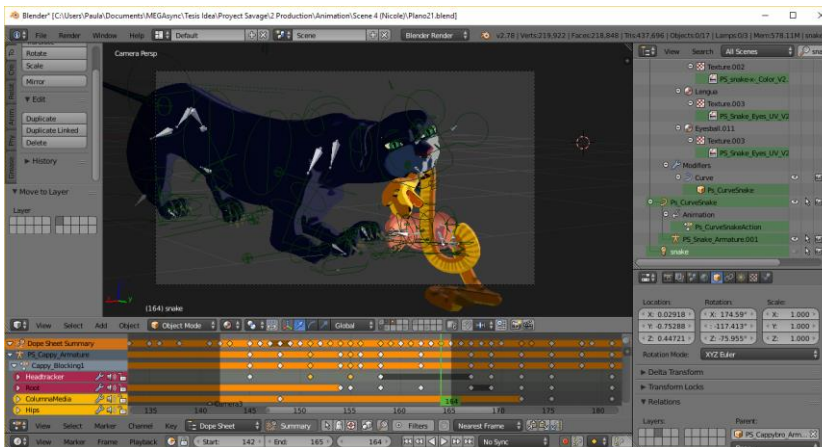 Blender* [C:\Users\Paula\Documents\MEGAsync\Tesis Idea\Proyect Savage\2 Production\Animation\Scene 4 (Nicole)\Plano21.blend]
File Render Window Help Default Scene Blender Render v2.78 | Verts:219,922 | Faces:218,848 | Tris:437,696 | Objects:0/17 | Lamps:0/3 | Mem:578.11M | snake
View Search All Scenes
Rotate
Scale
Mirror
Edit
Duplicate
Duplicate Linked
Delete
History
Move to Layer
Layer
Camera Persp
(164) snake
Texture.002
PS_snake-
Lengua
Texture.003
PS_Snake_Eyes_UV_V2
Eyeball.011
Texture.003
PS_Snake_Eyes_UV_V2
Modifiers
Curve
Ps_CurveSnake
Ps_CurveSnake
Animation
Ps_CurveSnakeAction
PS_Snake_Armature.001
snake
View Select Add Object Object Mode Global
Dope Sheet Summary
PS_Cappy_Armature
Cappy_Blocking1
Headtracker
Root
ColumnaMedia
Hips
135 140 145 150 155 160 164 170 175 180
View Select Marker Channel Key Dope Sheet Summary Filters Nearest Frame
View Marker Frame Playback Start: 142 End: 165 164 No Sync
Location: Rotation: Scale:
X: 0.02918 X: 174.59° X: 1.000
Y: -0.75288 -117.413° Y: 1.000
Z: 0.44721 Z: -75.955° Z: 1.000
Rotation Mode: XYZ Euler
Delta Transform
Transform Locks
Relations
Layers: Parent:
PS_Cappybro_Arm...